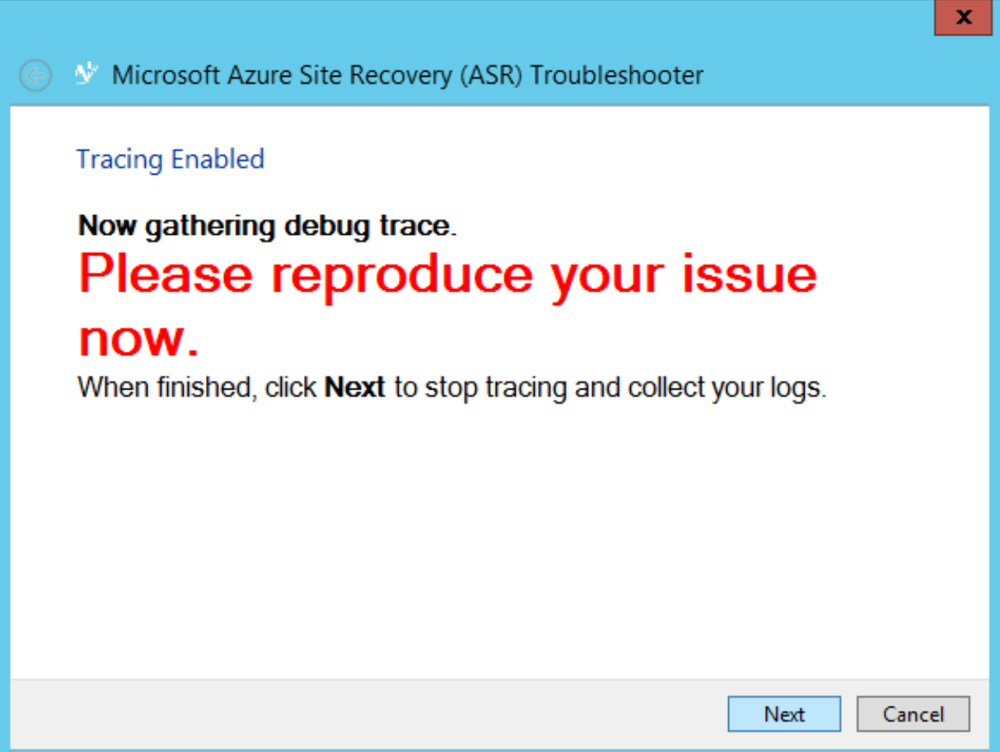 x
Microsoft Azure Site Recovery (ASR) Troubleshooter
Tracing Enabled
Now gathering debug trace.
Please reproduce your issue
now.
When finished, click Next to stop tracing and collect your logs.
Next
Cancel